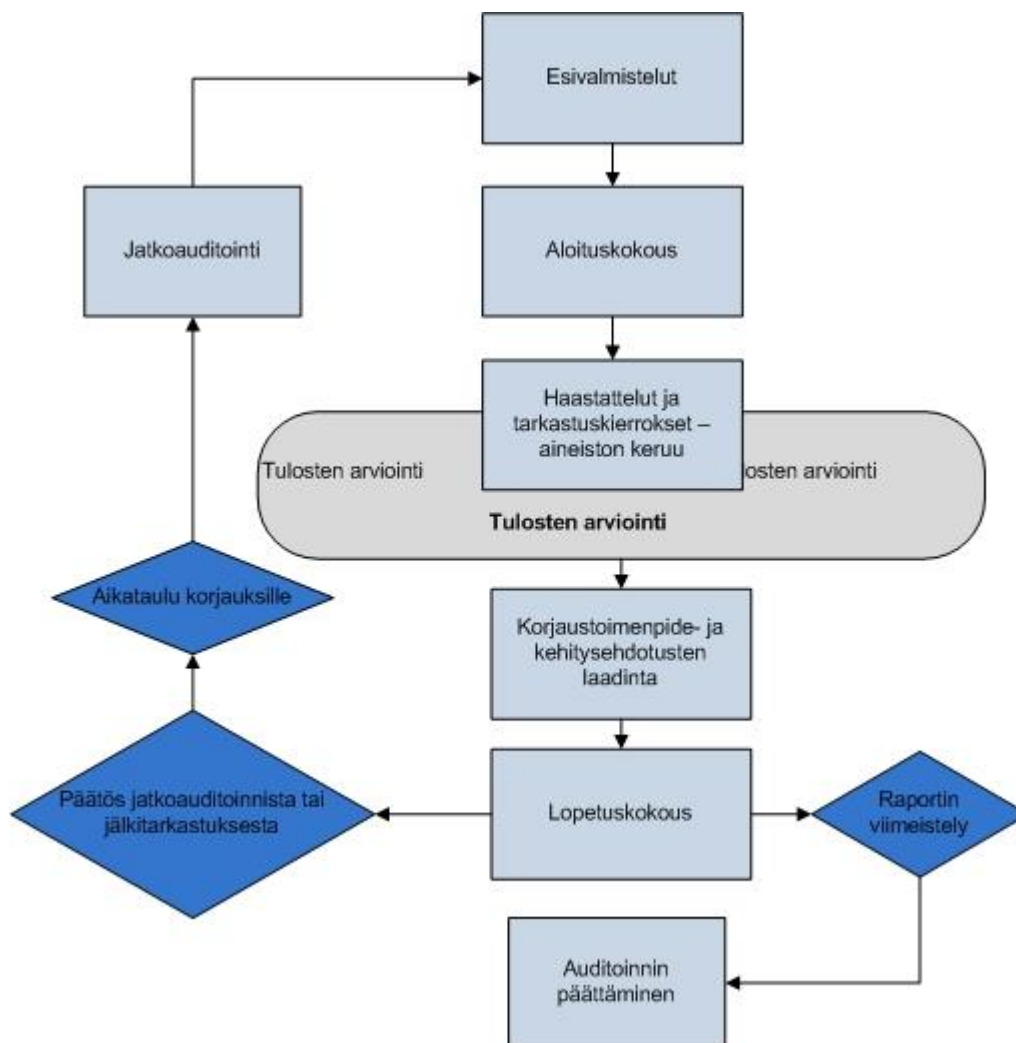 Esivalmistelut
Jatkoauditointi
Aloituskokous
Haastattelut ja
tarkastuskierrokset –
aineiston keruu
Tulosten arviointi
losten arviointi
Tulosten arviointi
Aikataulu korjauksille
Korjaustoimenpide- ja
kehitysehdotusten
laadinta
Päätös jatkoauditoinnista tai
jälkitarkastuksesta
Lopetuskokous
Raportin
viimeistely
Auditoinnin
päättäminen